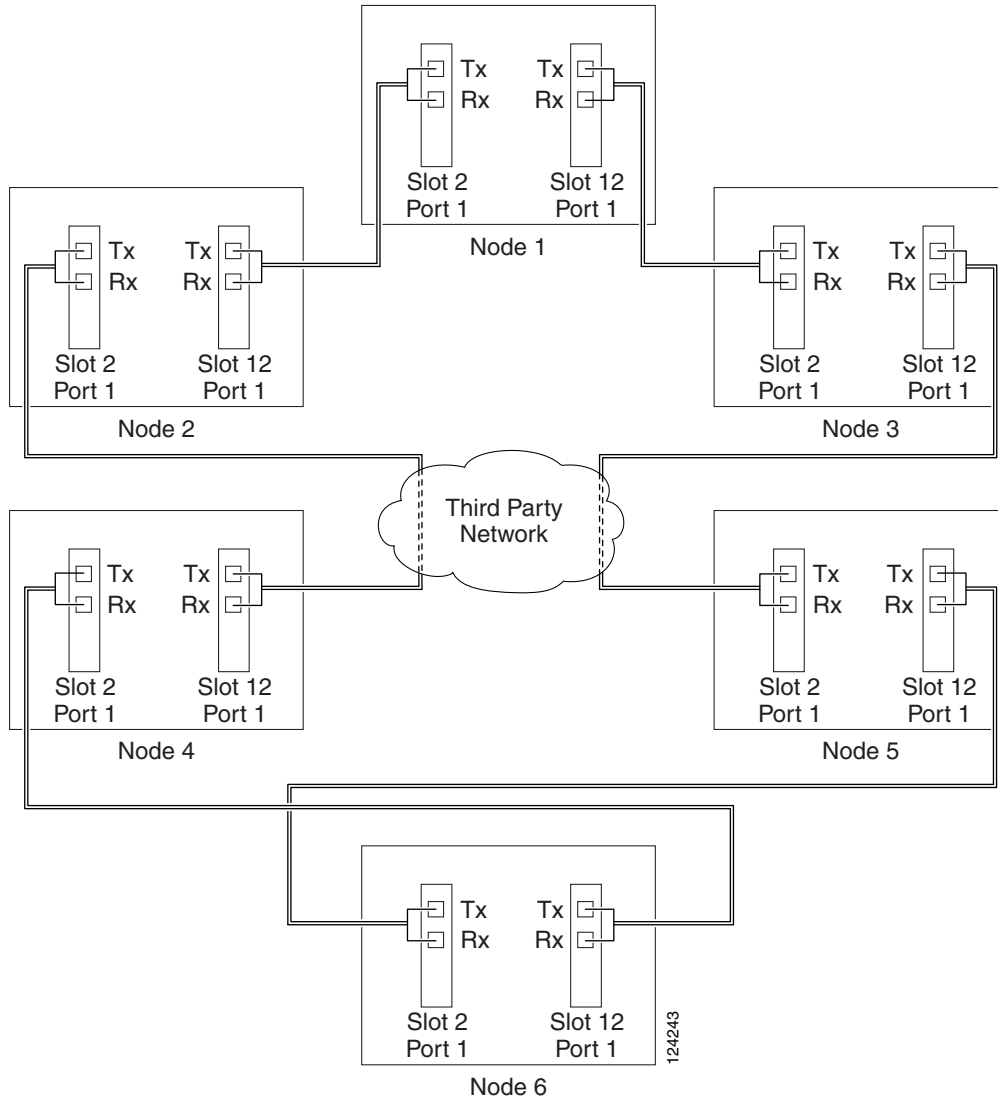 Tx
Tx
Rx
Rx
Slot 2
Port 1
Slot 12
Port 1
Node 1
Tx
Tx
Rx
Rx
Slot 2
Port 1
Slot 12
Port 1
Node 2
Tx
Tx
Rx
Rx
Slot 2
Port 1
Slot 12
Port 1
Node 3
Third Party
Network
Tx
Tx
Rx
Rx
Slot 2
Port 1
Slot 12
Port 1
Node 4
Tx
Tx
Rx
Rx
Slot 2
Port 1
Slot 12
Port 1
Node 5
Tx
Tx
Rx
Rx
Slot 2
Port 1
Slot 12
Port 1
Node 6
124243